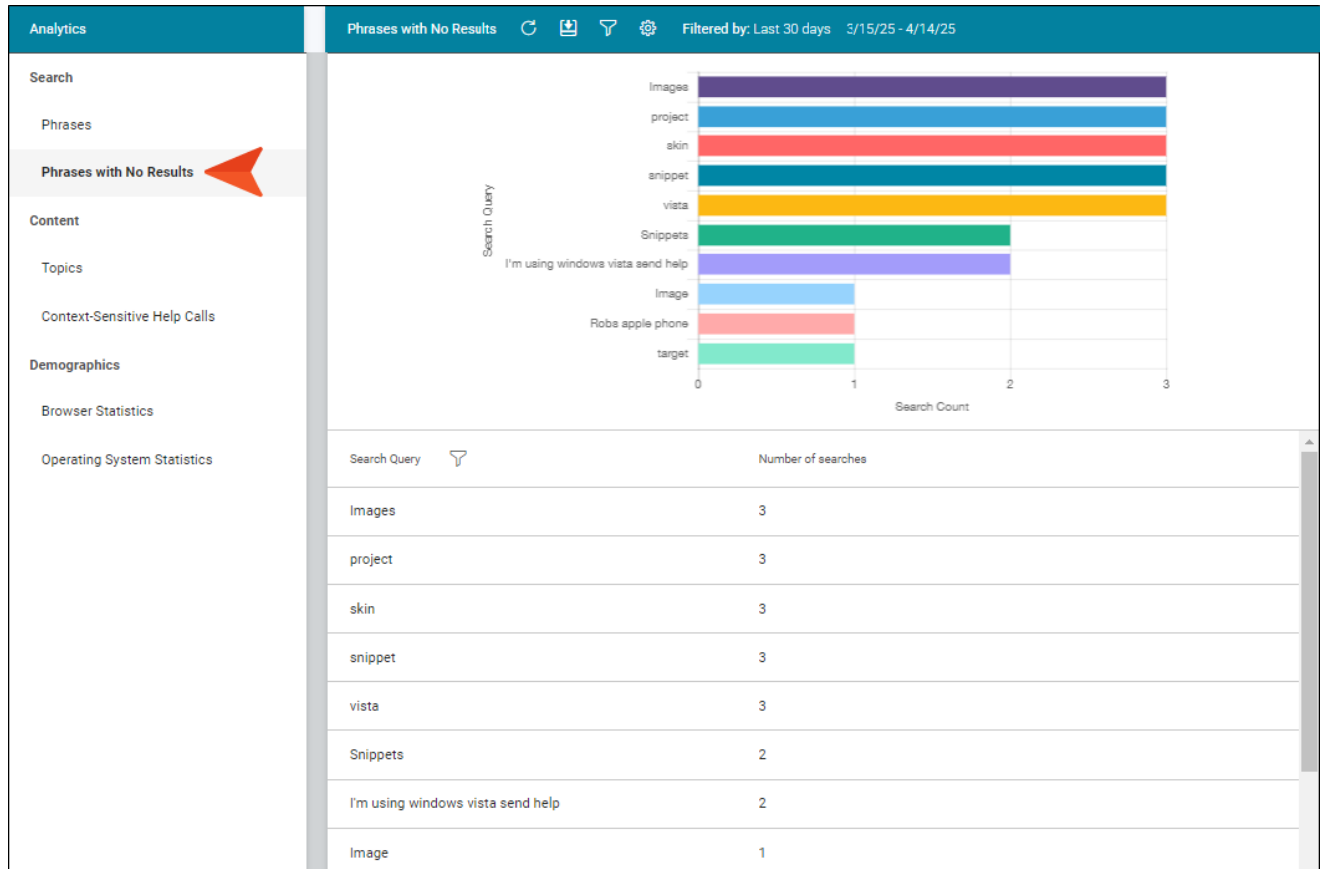 Analytics
Phrases with No Results
Filtered by: Last 30 days 3/15/25 - 4/14/25
Search
Phrases
Phrases with No Results
Content
Topics
Context-Sensitive Help Calls
Demographics
Browser Statistics
Operating System Statistics
Search Query
Images
project
skin
snippet
vista
Snippets
I'm using windows vista send help
Image
Robs apple phone
target
0 1 2 3
Search Count
Search Query Number of searches
Images 3
project 3
skin 3
snippet 3
vista 3
Snippets 2
I'm using windows vista send help 2
Image 1